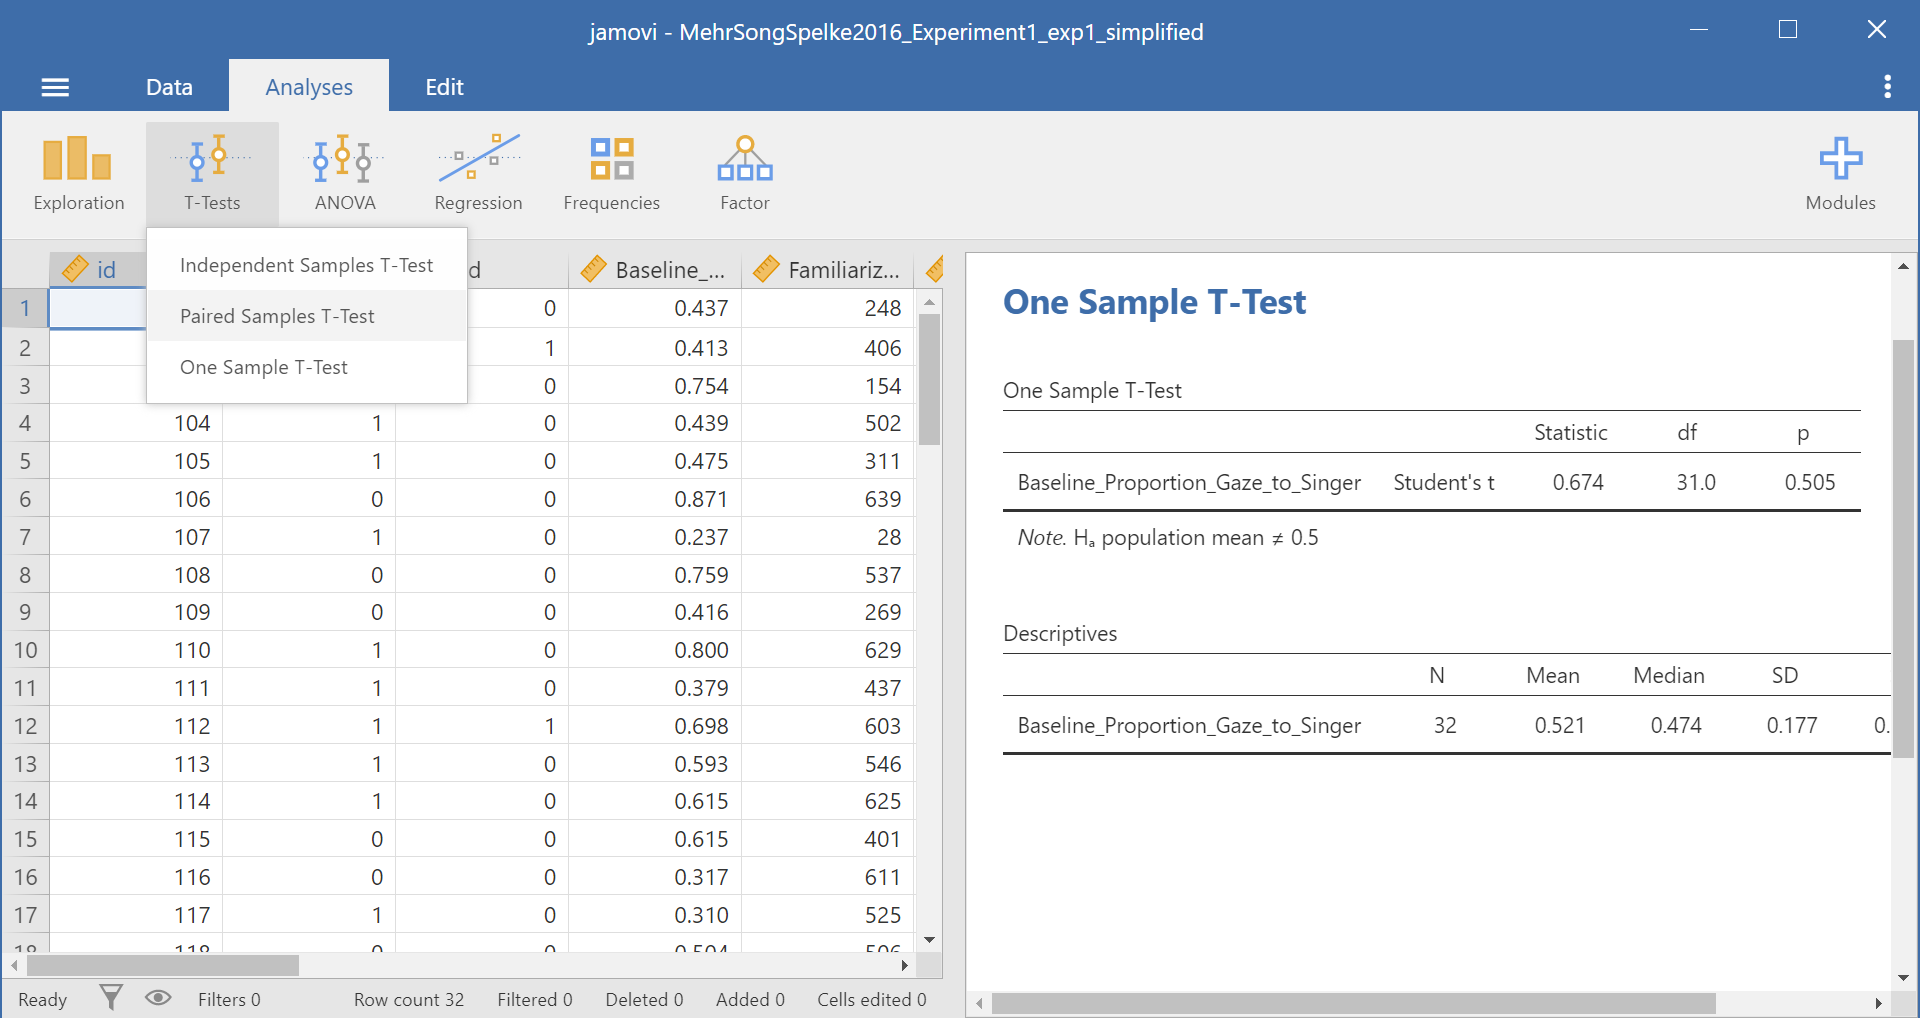 jamovi - MehrSongSpelke2016_Experiment1_exp1_simplified
Data Analyses Edit
Exploration T-Tests ANOVA Regression Frequencies Factor Modules
Independent Samples T-Test
Paired Samples T-Test
One Sample T-Test
id d Baseline_... Familiariz...
1 0 0.437 248
2 1 0.413 406
3 0 0.754 154
4 104 1 0 0.439 502
5 105 1 0 0.475 311
6 106 0 0 0.871 639
7 107 1 0 0.237 28
8 108 0 0 0.759 537
9 109 0 0 0.416 269
10 110 1 0 0.800 629
11 111 1 0 0.379 437
12 112 1 1 0.698 603
13 113 1 0 0.593 546
14 114 1 0 0.615 625
15 115 0 0 0.615 401
16 116 0 0 0.317 611
17 117 1 0 0.310 525
18 118 0 0 0.504 506
Ready Filters 0 Row count 32 Filtered 0 Deleted 0 Added 0 Cells edited 0
One Sample T-Test
One Sample T-Test
Statistic df p
Baseline_Proportion_Gaze_to_Singer Student's t 0.674 31.0 0.505
Note. Hₐ population mean ≠ 0.5
Descriptives
N Mean Median SD
Baseline_Proportion_Gaze_to_Singer 32 0.521 0.474 0.177 0.